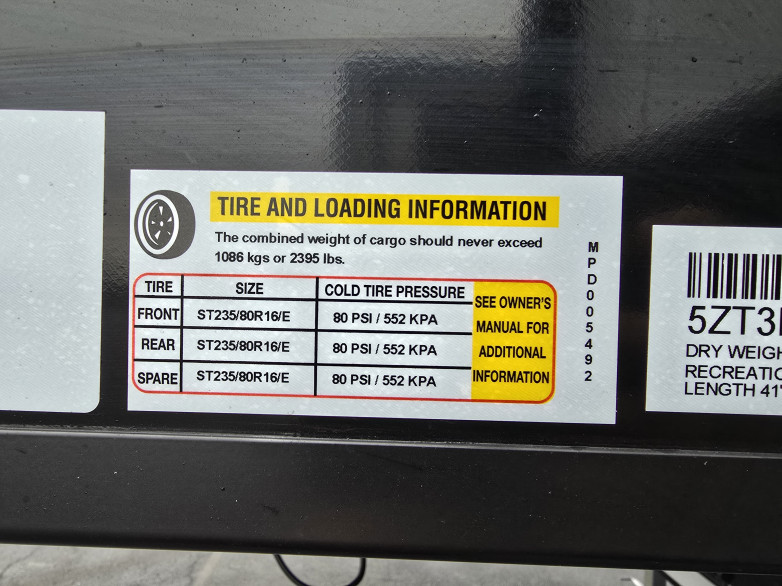 TIRE AND LOADING INFORMATION
The combined weight of cargo should never exceed
1086 kgs or 2395 lbs.
TIRE SIZE COLD TIRE PRESSURE SEE OWNER'S
FRONT ST235/80R16/E 80 PSI / 552 KPA MANUAL FOR
REAR ST235/80R16/E 80 PSI / 552 KPA ADDITIONAL
SPARE ST235/80R16/E 80 PSI / 552 KPA INFORMATION
MPD005492
5ZT3
DRY WEIGH
RECREATIO
LENGTH 41'